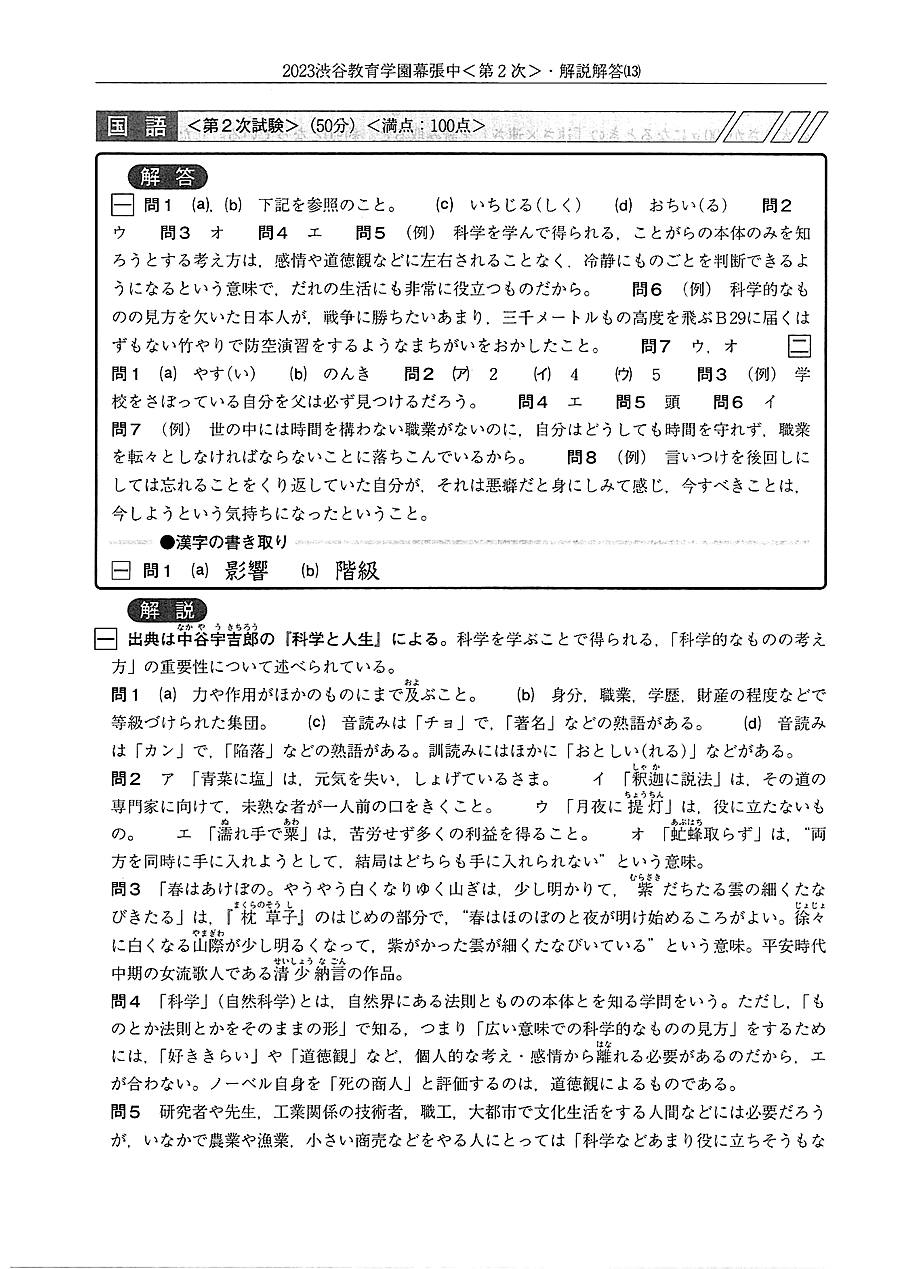 2023渋谷教育学園幕張中＜第２次＞・解説解答⒀
国語 ＜第２次試験＞（50分）＜満点：100点＞
解答
一 問１ (a)，(b) 下記を参照のこと。 (c) いちじる(しく) (d) おちい(る) 問２
ウ 問３ オ 問４ エ 問５ （例） 科学を学んで得られる，ことがらの本体のみを知
ろうとする考え方は，感情や道徳観などに左右されることなく，冷静にものごとを判断できるよ
うになるという意味で，だれの生活にも非常に役立つものだから。 問６ （例） 科学的なも
のの見方を欠いた日本人が，戦争に勝ちたいあまり，三千メートルもの高度を飛ぶＢ29に届くは
ずもない竹やりで防空演習をするようなまちがいをおかしたこと。 問７ ウ，オ 二
問１ (a) やす(い) (b) のんき 問２ (ア) 2 (イ) 4 (ウ) 5 問３ （例） 学
校をさぼっている自分を父は必ず見つけるだろう。 問４ エ 問５ 頭 問６ イ
問７ （例） 世の中には時間を構わない職業がないのに，自分はどうしても時間を守れず，職業
を転々としなければならないことに落ちこんでいるから。 問８ （例） 言いつけを後回しに
しては忘れることをくり返していた自分が，それは悪癖だと身にしみて感じ，今すべきことは，
今しようという気持ちになったということ。
●漢字の書き取り
一 問１ (a) 影響 (b) 階級
解説
一 出典は中谷宇吉郎の『科学と人生』による。科学を学ぶことで得られる，「科学的なものの考え
方」の重要性について述べられている。
問１ (a) 力や作用がほかのものにまで及ぶこと。 (b) 身分，職業，学歴，財産の程度などで
等級づけられた集団。 (c) 音読みは「チョ」で，「著名」などの熟語がある。 (d) 音読み
は「カン」で，「陥落」などの熟語がある。訓読みにはほかに「おとしい(れる)」などがある。
問２ ア 「青菜に塩」は，元気を失い，しょげているさま。 イ 「釈迦に説法」は，その道の
専門家に向けて，未熟な者が一人前の口をきくこと。 ウ 「月夜に提灯」は，役に立たないも
の。 エ 「濡れ手で粟」は，苦労せず多くの利益を得ること。 オ 「虻蜂取らず」は，“両
方を同時に手に入れようとして，結局はどちらも手に入れられない”という意味。
問３ 「春はあけぼの。やうやう白くなりゆく山ぎは，少し明かりて，紫だちたる雲の細くたな
びきたる」は，『枕草子』のはじめの部分で，“春はほのぼのと夜が明け始めるころがよい。徐々
に白くなる山際が少し明るくなって，紫がかった雲が細くたなびいている”という意味。平安時代
中期の女流歌人である清少納言の作品。
問４ 「科学」（自然科学）とは，自然界にある法則とものの本体とを知る学問をいう。ただし，「も
のとか法則とかをそのままの形」で知る，つまり「広い意味での科学的なものの見方」をするため
には，「好ききらい」や「道徳観」など，個人的な考え・感情から離れる必要があるのだから，エ
が合わない。ノーベル自身を「死の商人」と評価するのは，道徳観によるものである。
問５ 研究者や先生，工業関係の技術者，職工，大都市で文化生活をする人間などには必要だろう
が，いなかで農業や漁業，小さい商売などをやる人にとっては「科学などあまり役に立ちそうもな